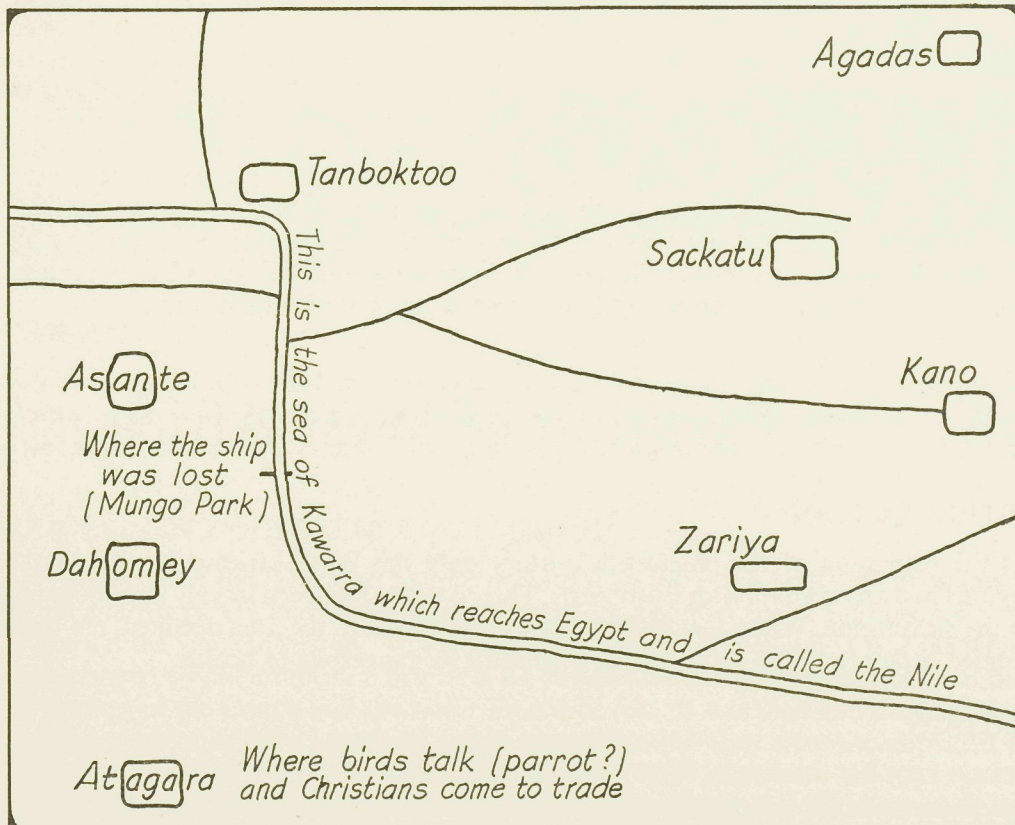 Agadas
Tanboktoo
Sackatu
Kano
Asante
Where the ship
was lost
(Mungo Park)
Dahomey
Zariya
This is the sea of Kawarra which reaches Egypt and is called the Nile
Atagara
Where birds talk (parrot?)
and Christians come to trade